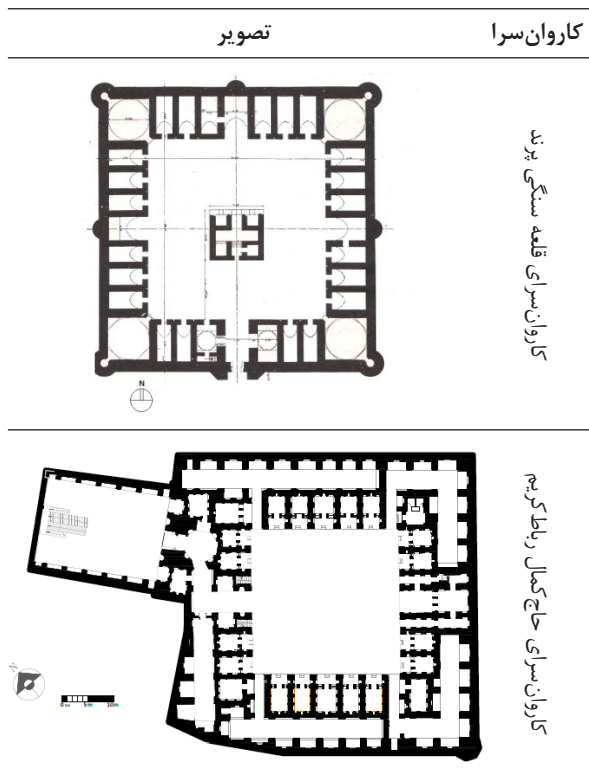 کاروان‌سرا
تصویر
کاروان‌سرای قلعه سنگی پرند
N
کاروان‌سرای حاج‌کمال رباط‌کریم
N
0 5m 10m